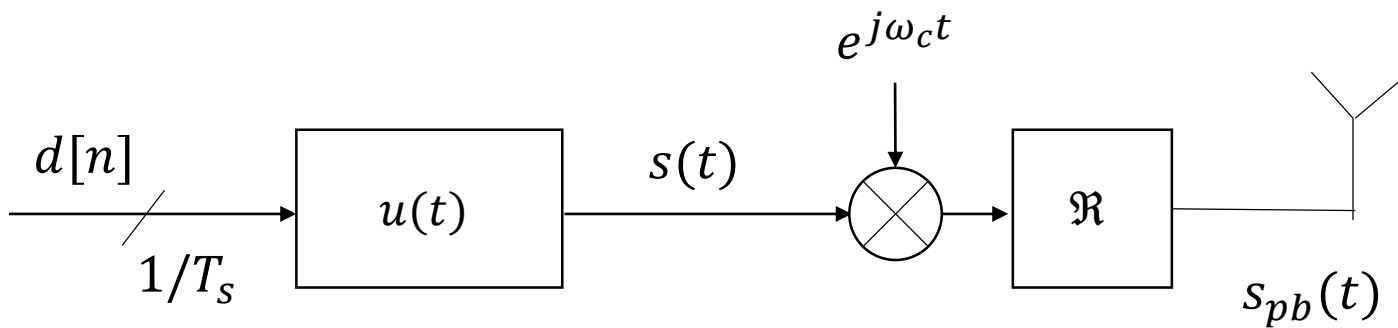 e^{jω_c t}
d[n]
1/T_s
u(t)
s(t)
ℜ
s_{pb}(t)